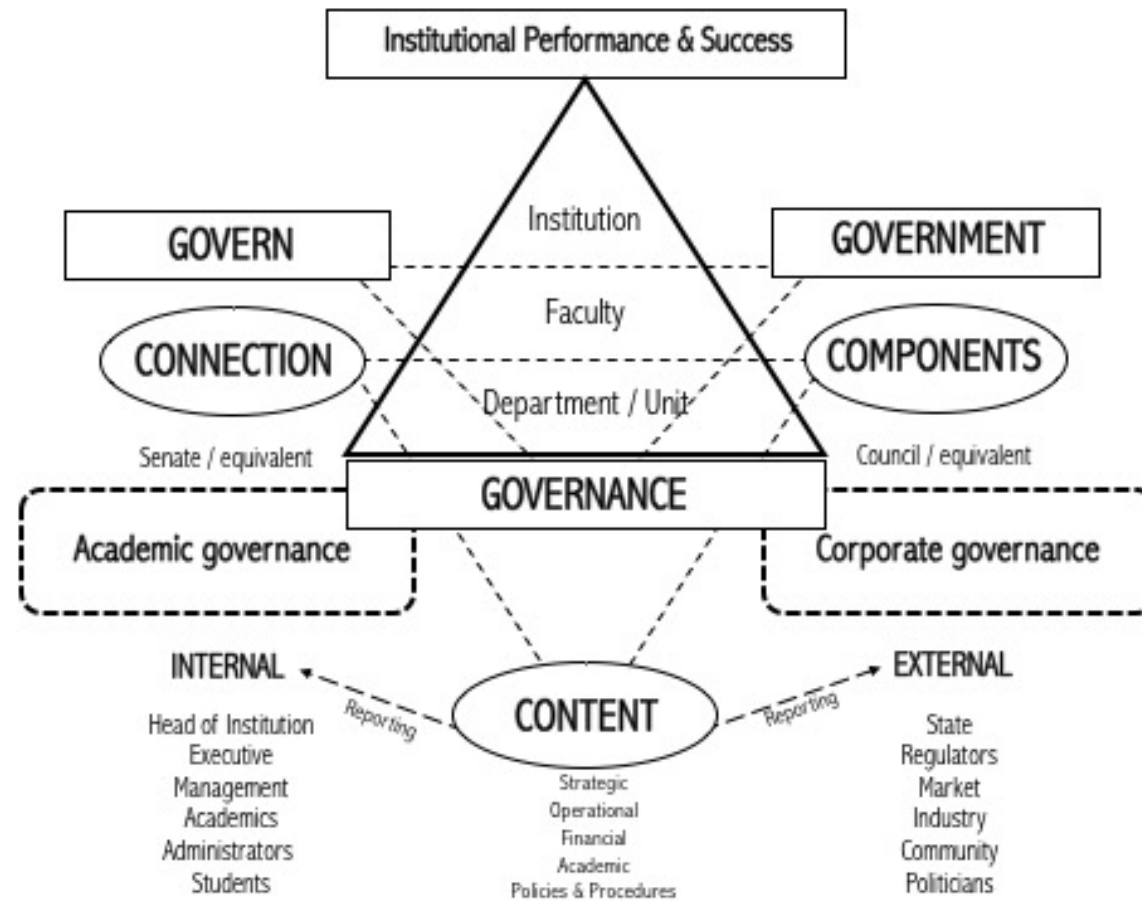 Institutional Performance & Success
Institution
GOVERN
GOVERNMENT
Faculty
CONNECTION
COMPONENTS
Department / Unit
Senate / equivalent
Council / equivalent
GOVERNANCE
Academic governance
Corporate governance
INTERNAL
EXTERNAL
Reporting
Reporting
CONTENT
Head of Institution
Executive
Management
Academics
Administrators
Students
Strategic
Operational
Financial
Academic
Policies & Procedures
State
Regulators
Market
Industry
Community
Politicians